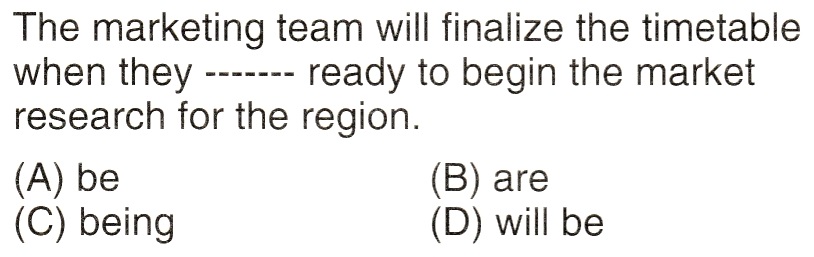 The marketing team will finalize the timetable
when they ------- ready to begin the market
research for the region.
(A) be (B) are
(C) being (D) will be